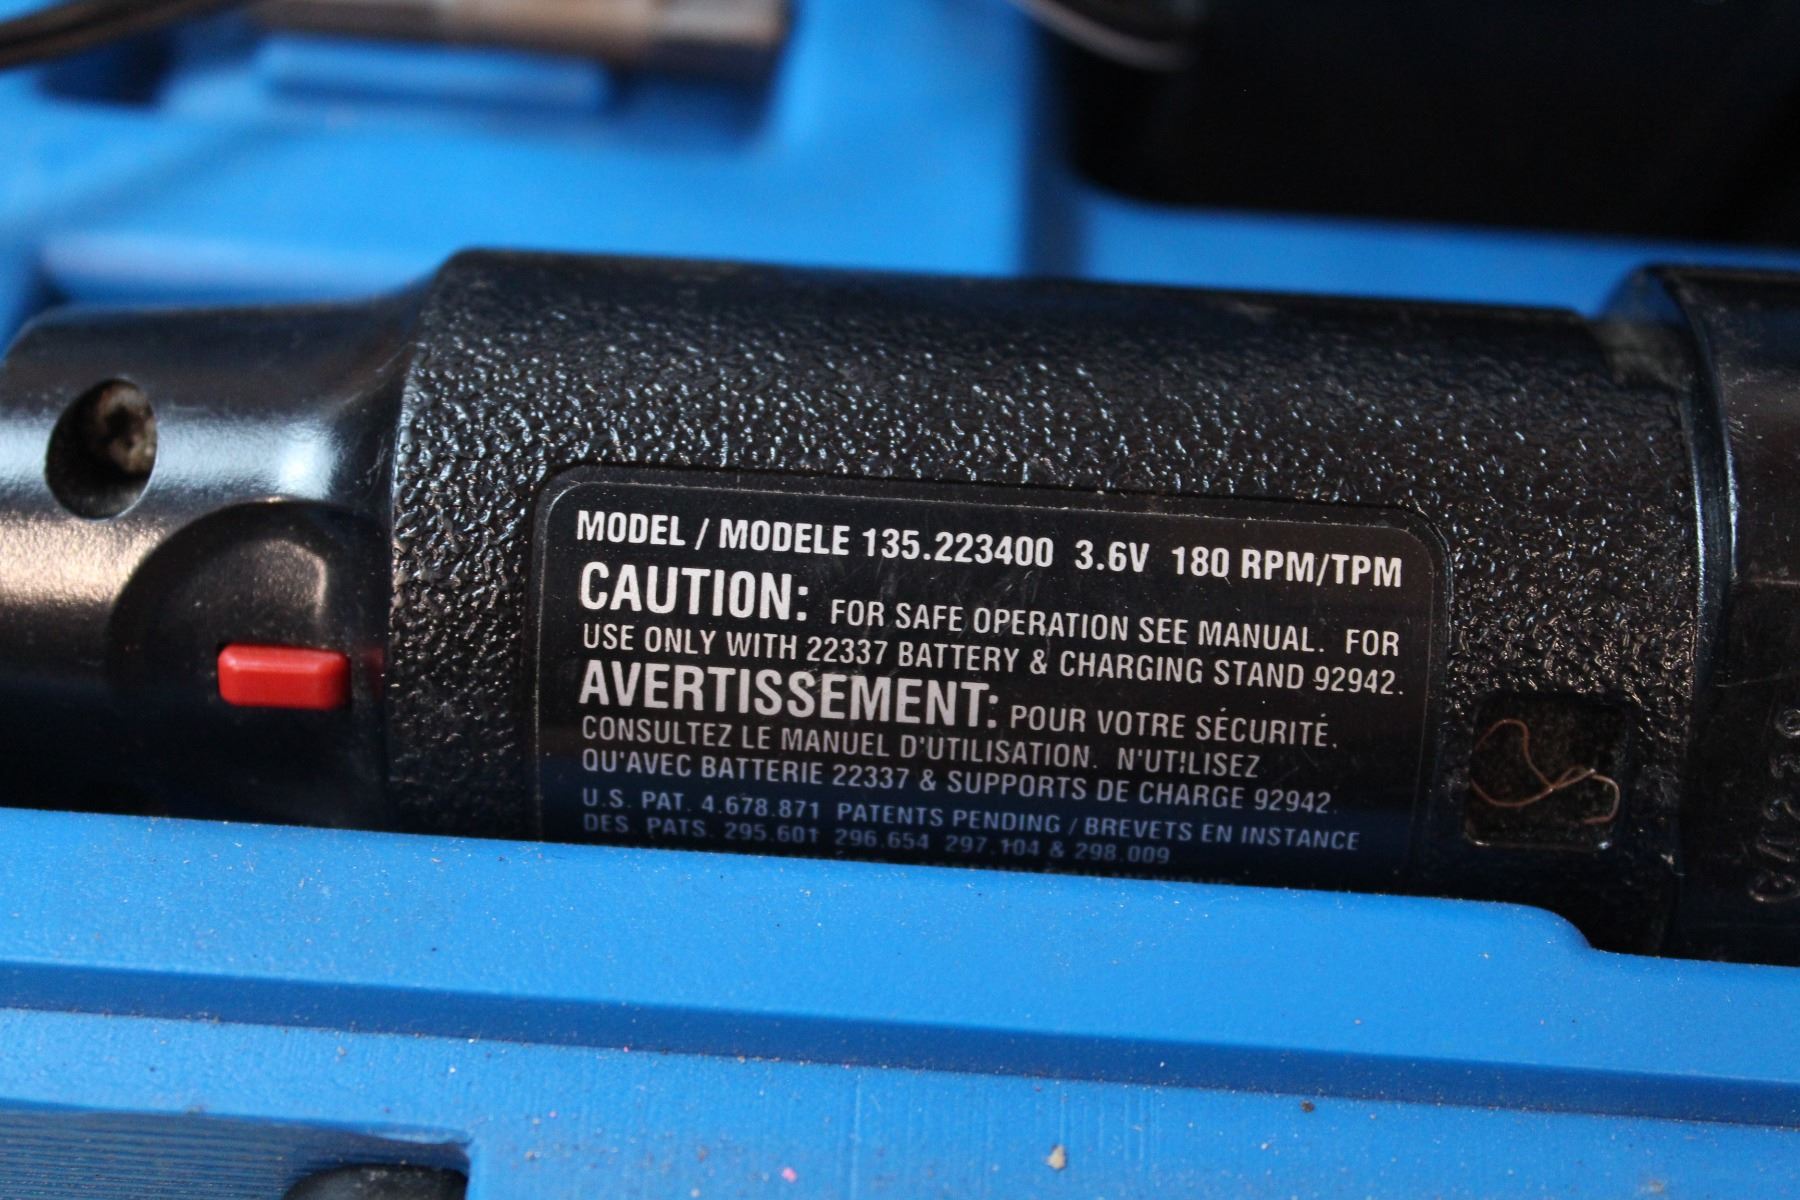 MODEL / MODELE 135.223400 3.6V 180 RPM/TPM
CAUTION: FOR SAFE OPERATION SEE MANUAL. FOR
USE ONLY WITH 22337 BATTERY & CHARGING STAND 92942.
AVERTISSEMENT: POUR VOTRE SÉCURITÉ,
CONSULTEZ LE MANUEL D'UTILISATION. N'UTILISEZ
QU'AVEC BATTERIE 22337 & SUPPORTS DE CHARGE 92942.
U.S. PAT. 4.678.871 PATENTS PENDING / BREVETS EN INSTANCE
DES. PATS. 295.601 296.654 297.104 & 298.009